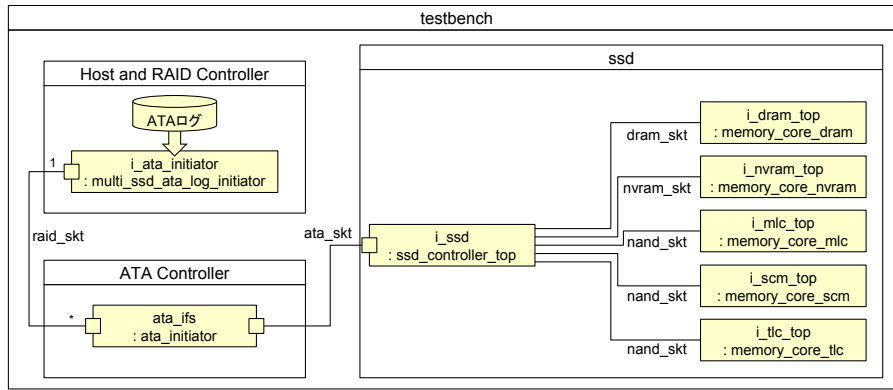 testbench
Host and RAID Controller
ATAログ
1
i_ata_initiator
: multi_ssd_ata_log_initiator
raid_skt
ATA Controller
*
ata_ifs
: ata_initiator
ata_skt
ssd
i_ssd
: ssd_controller_top
dram_skt
i_dram_top
: memory_core_dram
nvram_skt
i_nvram_top
: memory_core_nvram
nand_skt
i_mlc_top
: memory_core_mlc
nand_skt
i_scm_top
: memory_core_scm
nand_skt
i_tlc_top
: memory_core_tlc